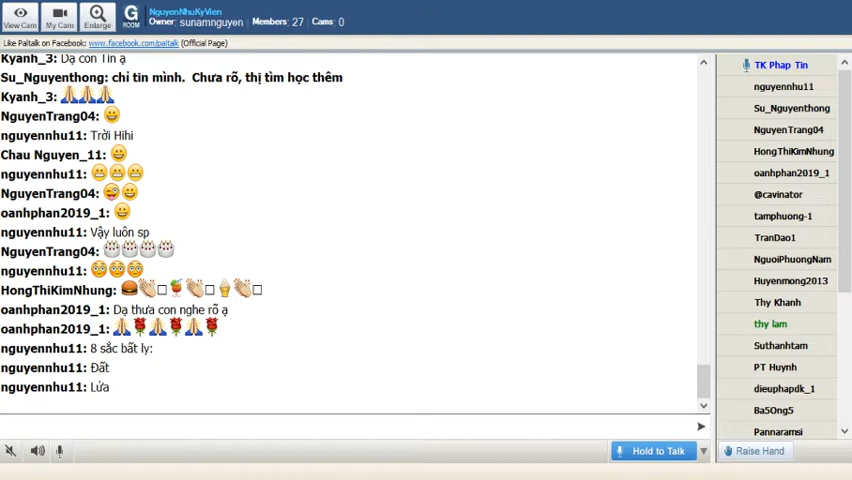 View Cam
My Cam
Enlarge
G
ROOM
NguyenNhuKyVien
Owner: sunamnguyen Members: 27 Cams: 0
Like Paltalk on Facebook: www.facebook.com/paltalk (Official Page)
Kyanh_3: Dạ con Tin ạ
Su_Nguyenthong: chỉ tin mình. Chưa rõ, thị tìm học thêm
Kyanh_3:
NguyenTrang04:
nguyennhu11: Trời Hihi
Chau Nguyen_11:
nguyennhu11:
NguyenTrang04:
oanhphan2019_1:
nguyennhu11: Vậy luôn sp
NguyenTrang04:
nguyennhu11:
HongThiKimNhung:
oanhphan2019_1: Dạ thưa con nghe rõ ạ
oanhphan2019_1:
nguyennhu11: 8 sắc bất ly:
nguyennhu11: Đất
nguyennhu11: Lửa
Hold to Talk
TK Phap Tin
nguyennhu11
Su_Nguyenthong
NguyenTrang04
HongThiKimNhung
oanhphan2019_1
@cavinator
tamphuong-1
TranDao1
NguoiPhuongNam
Huyenmong2013
Thy Khanh
thy lam
Suthanhtam
PT Huynh
dieuphapdk_1
Ba5Ong5
Pannaramsi
Raise Hand